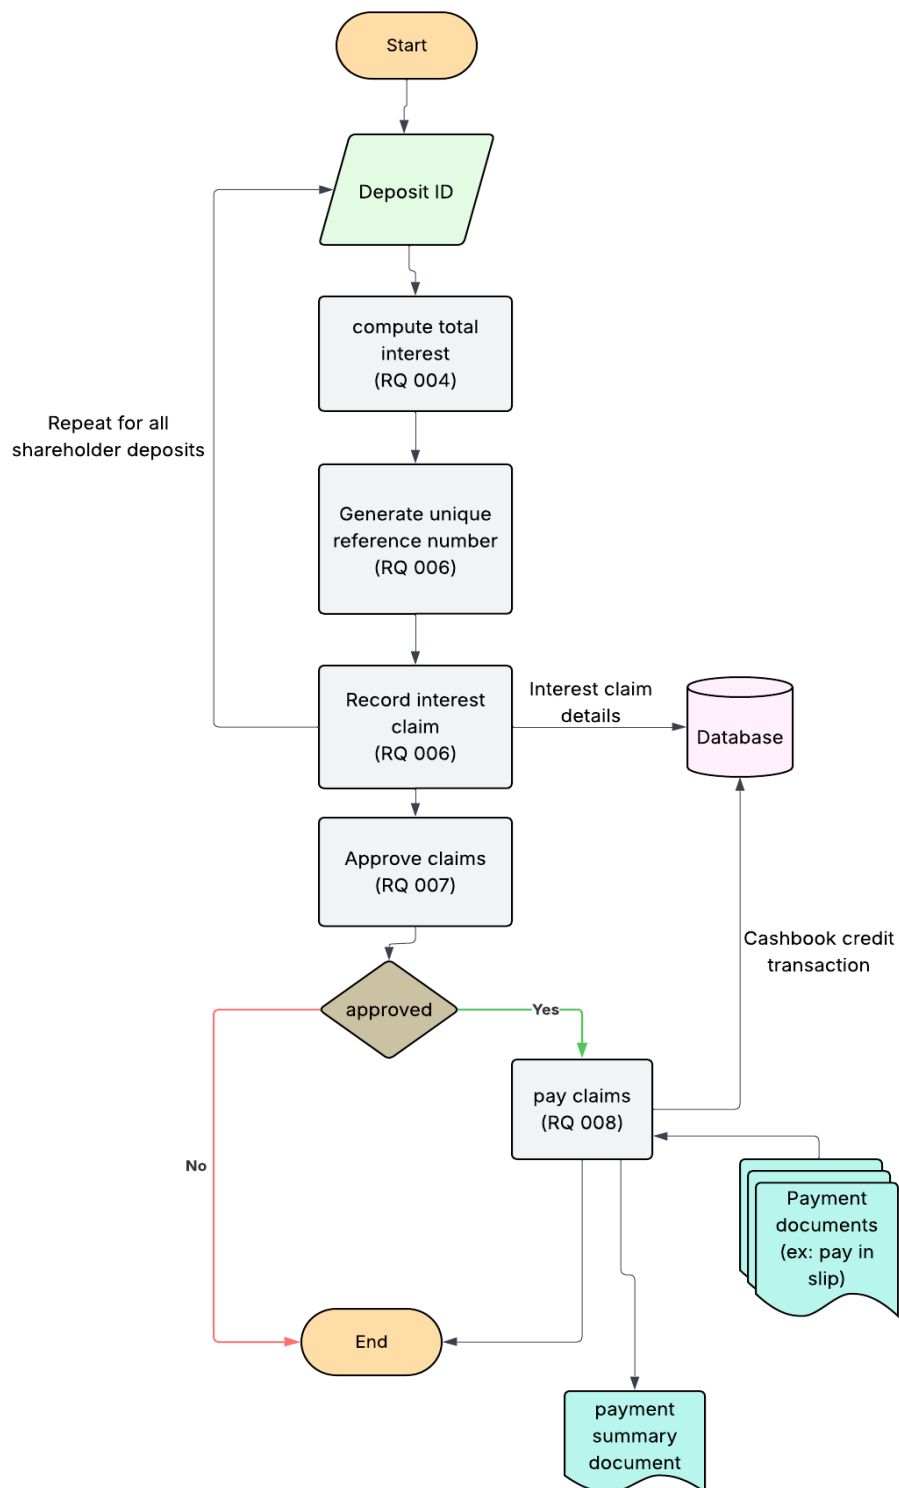 Start
Deposit ID
compute total
interest
(RQ 004)
Repeat for all
shareholder deposits
Generate unique
reference number
(RQ 006)
Record interest
claim
(RQ 006)
Interest claim
details
Database
Approve claims
(RQ 007)
Cashbook credit
transaction
approved
Yes
pay claims
(RQ 008)
No
Payment
documents
(ex: pay in
slip)
End
payment
summary
document